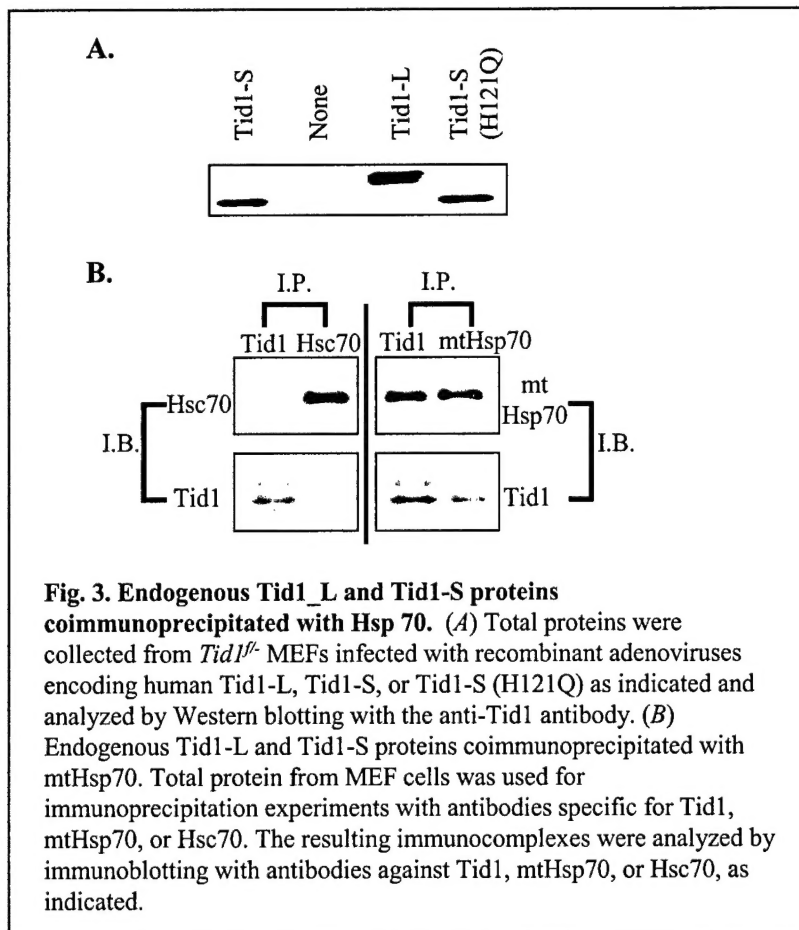 A.
Tid1-S
None
Tid1-L
Tid1-S
(H121Q)
B.
I.P.
I.P.
Tid1 Hsc70
Tid1 mtHsp70
Hsc70
mt
Hsp70
I.B.
I.B.
Tid1
Tid1
Fig. 3. Endogenous Tid1_L and Tid1-S proteins
coimmunoprecipitated with Hsp 70. (A) Total proteins were
collected from Tid1f/- MEFs infected with recombinant adenoviruses
encoding human Tid1-L, Tid1-S, or Tid1-S (H121Q) as indicated and
analyzed by Western blotting with the anti-Tid1 antibody. (B)
Endogenous Tid1-L and Tid1-S proteins coimmunoprecipitated with
mtHsp70. Total protein from MEF cells was used for
immunoprecipitation experiments with antibodies specific for Tid1,
mtHsp70, or Hsc70. The resulting immunocomplexes were analyzed by
immunoblotting with antibodies against Tid1, mtHsp70, or Hsc70, as
indicated.